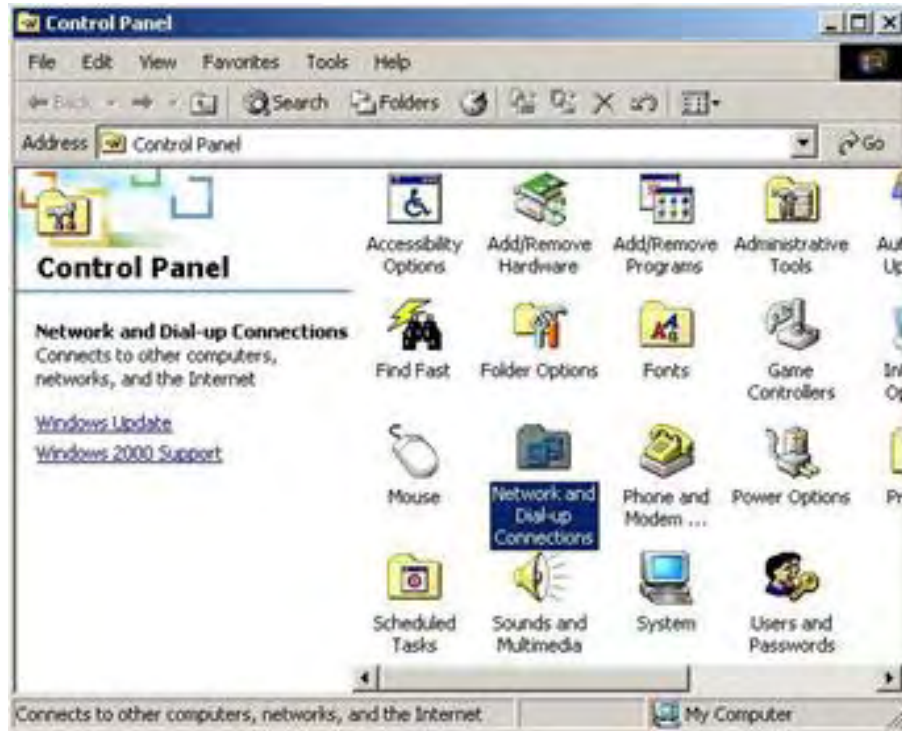 Control Panel
File Edit View Favorites Tools Help
Back Search Folders
Address Control Panel Go
Control Panel
Network and Dial-up Connections
Connects to other computers,
networks, and the Internet
Windows Update
Windows 2000 Support
Accessibility
Options
Add/Remove
Hardware
Add/Remove
Programs
Administrative
Tools
Find Fast
Folder Options
Fonts
Game
Controllers
Mouse
Network and
Dial-up
Connections
Phone and
Modem ...
Power Options
Scheduled
Tasks
Sounds and
Multimedia
System
Users and
Passwords
Connects to other computers, networks, and the Internet
My Computer